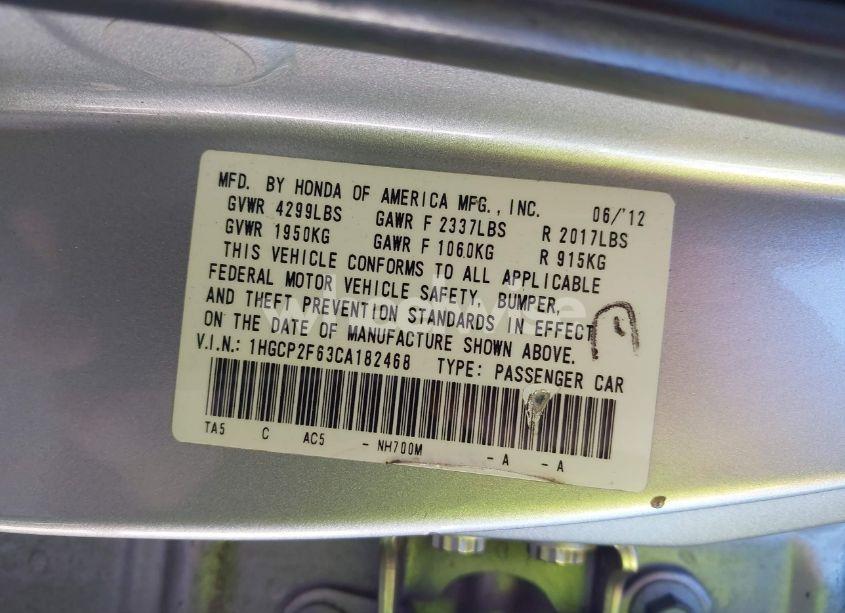 MFD. BY HONDA OF AMERICA MFG., INC. 06/'12
GVWR 4299LBS GAWR F 2337LBS R 2017LBS
GVWR 1950KG GAWR F 1060KG R 915KG
THIS VEHICLE CONFORMS TO ALL APPLICABLE
FEDERAL MOTOR VEHICLE SAFETY, BUMPER,
AND THEFT PREVENTION STANDARDS IN EFFECT
ON THE DATE OF MANUFACTURE SHOWN ABOVE.
V.I.N.: 1HGCP2F63CA182468 TYPE: PASSENGER CAR
TA5 C AC5 - NH700M - A - A